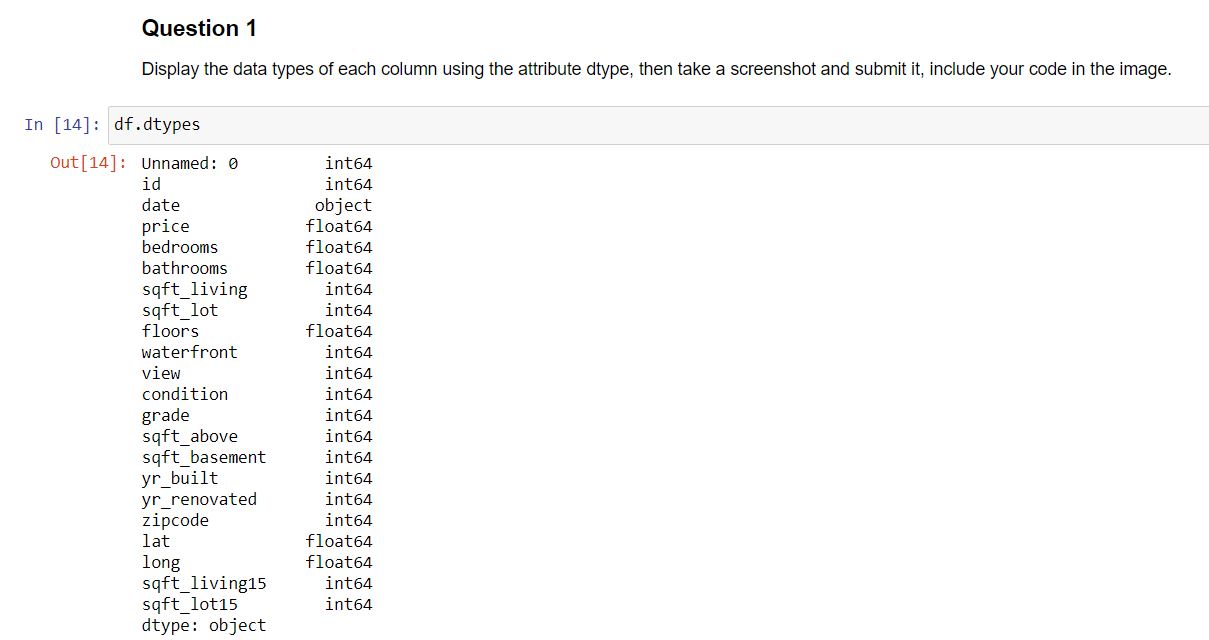 Question 1
Display the data types of each column using the attribute dtype, then take a screenshot and submit it, include your code in the image.
In [14]: df.dtypes
Out[14]: Unnamed: 0 int64
id int64
date object
price float64
bedrooms float64
bathrooms float64
sqft_living int64
sqft_lot int64
floors float64
waterfront int64
view int64
condition int64
grade int64
sqft_above int64
sqft_basement int64
yr_built int64
yr_renovated int64
zipcode int64
lat float64
long float64
sqft_living15 int64
sqft_lot15 int64
dtype: object